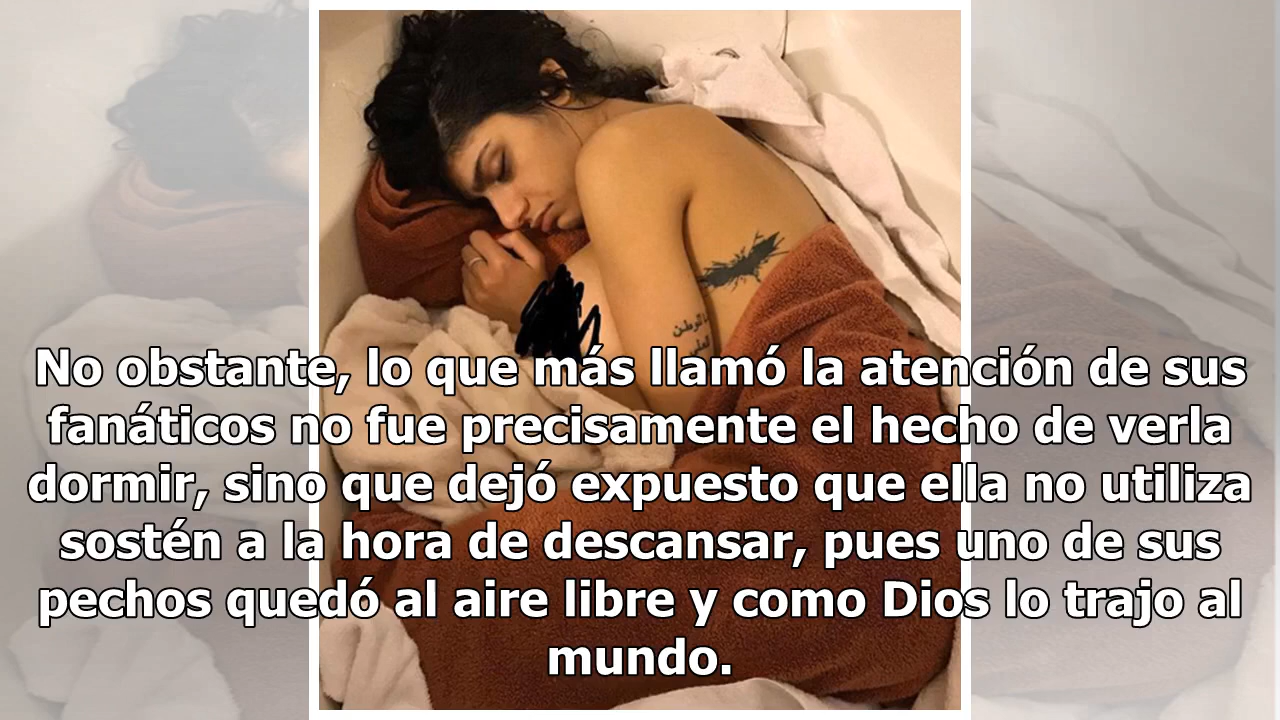 No obstante, lo que más llamó la atención de sus
fanáticos no fue precisamente el hecho de verla
dormir, sino que dejó expuesto que ella no utiliza
sostén a la hora de descansar, pues uno de sus
pechos quedó al aire libre y como Dios lo trajo al
mundo.